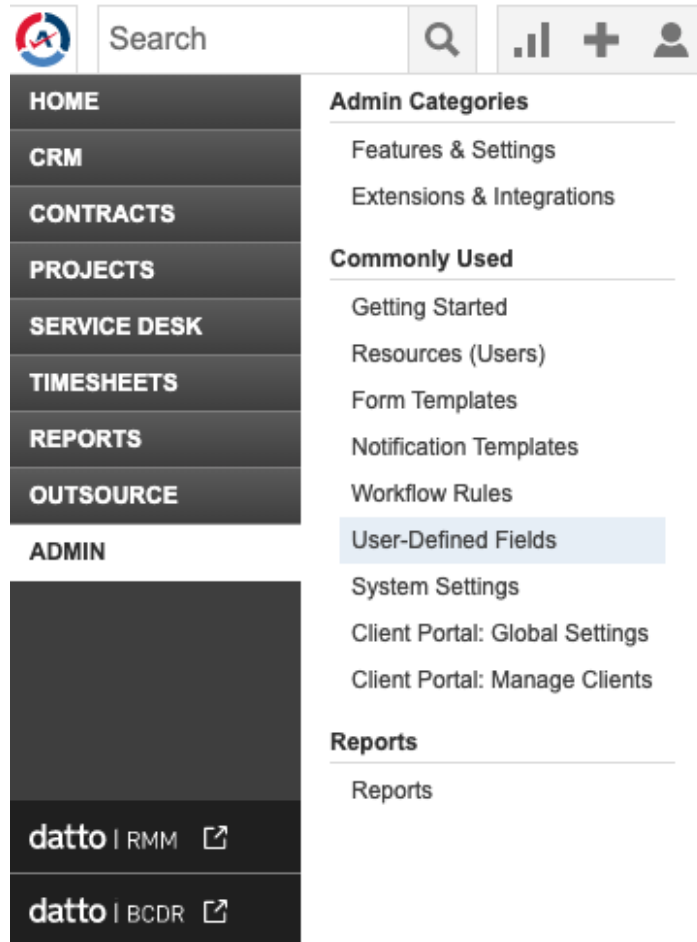 Search
HOME
CRM
CONTRACTS
PROJECTS
SERVICE DESK
TIMESHEETS
REPORTS
OUTSOURCE
ADMIN
datto | RMM
datto | BCDR
Admin Categories
Features & Settings
Extensions & Integrations
Commonly Used
Getting Started
Resources (Users)
Form Templates
Notification Templates
Workflow Rules
User-Defined Fields
System Settings
Client Portal: Global Settings
Client Portal: Manage Clients
Reports
Reports